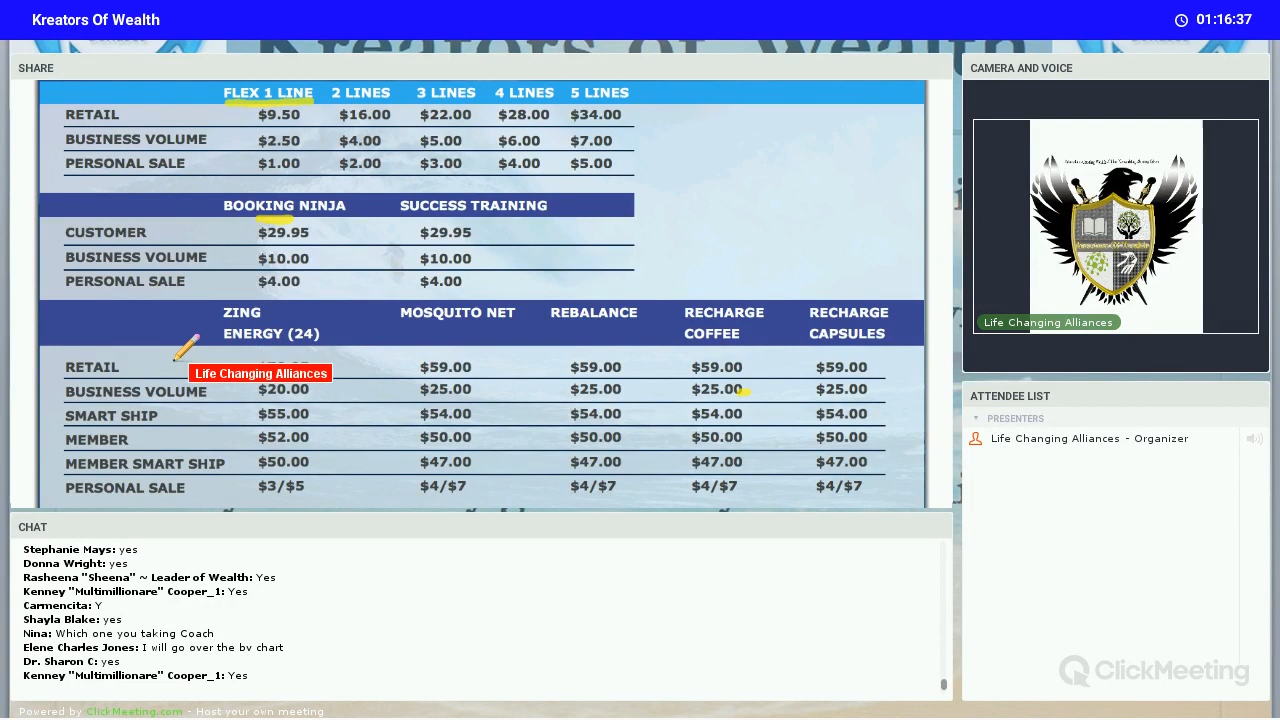 Kreators Of Wealth
01:16:37
Kreators of Wealth
SHARE
FLEX 1 LINE 2 LINES 3 LINES 4 LINES 5 LINES
RETAIL $9.50 $16.00 $22.00 $28.00 $34.00
BUSINESS VOLUME $2.50 $4.00 $5.00 $6.00 $7.00
PERSONAL SALE $1.00 $2.00 $3.00 $4.00 $5.00
BOOKING NINJA SUCCESS TRAINING
CUSTOMER $29.95 $29.95
BUSINESS VOLUME $10.00 $10.00
PERSONAL SALE $4.00 $4.00
ZING MOSQUITO NET REBALANCE RECHARGE RECHARGE
ENERGY (24) COFFEE CAPSULES
RETAIL $59.00 $59.00 $59.00 $59.00
Life Changing Alliances
BUSINESS VOLUME $20.00 $25.00 $25.00 $25.00 $25.00
SMART SHIP $55.00 $54.00 $54.00 $54.00 $54.00
MEMBER $52.00 $50.00 $50.00 $50.00 $50.00
MEMBER SMART SHIP $50.00 $47.00 $47.00 $47.00 $47.00
PERSONAL SALE $3/$5 $4/$7 $4/$7 $4/$7 $4/$7
CAMERA AND VOICE
Life Changing Alliances
ATTENDEE LIST
PRESENTERS
Life Changing Alliances - Organizer
CHAT
Stephanie Mays: yes
Donna Wright: yes
Rasheena "Sheena" ~ Leader of Wealth: Yes
Kenney "Multimillionare" Cooper_1: Yes
Carmencita: Y
Shayla Blake: yes
Nina: Which one you taking Coach
Elene Charles Jones: I will go over the bv chart
Dr. Sharon C: yes
Kenney "Multimillionare" Cooper_1: Yes
ClickMeeting
Powered by ClickMeeting.com - Host your own meeting